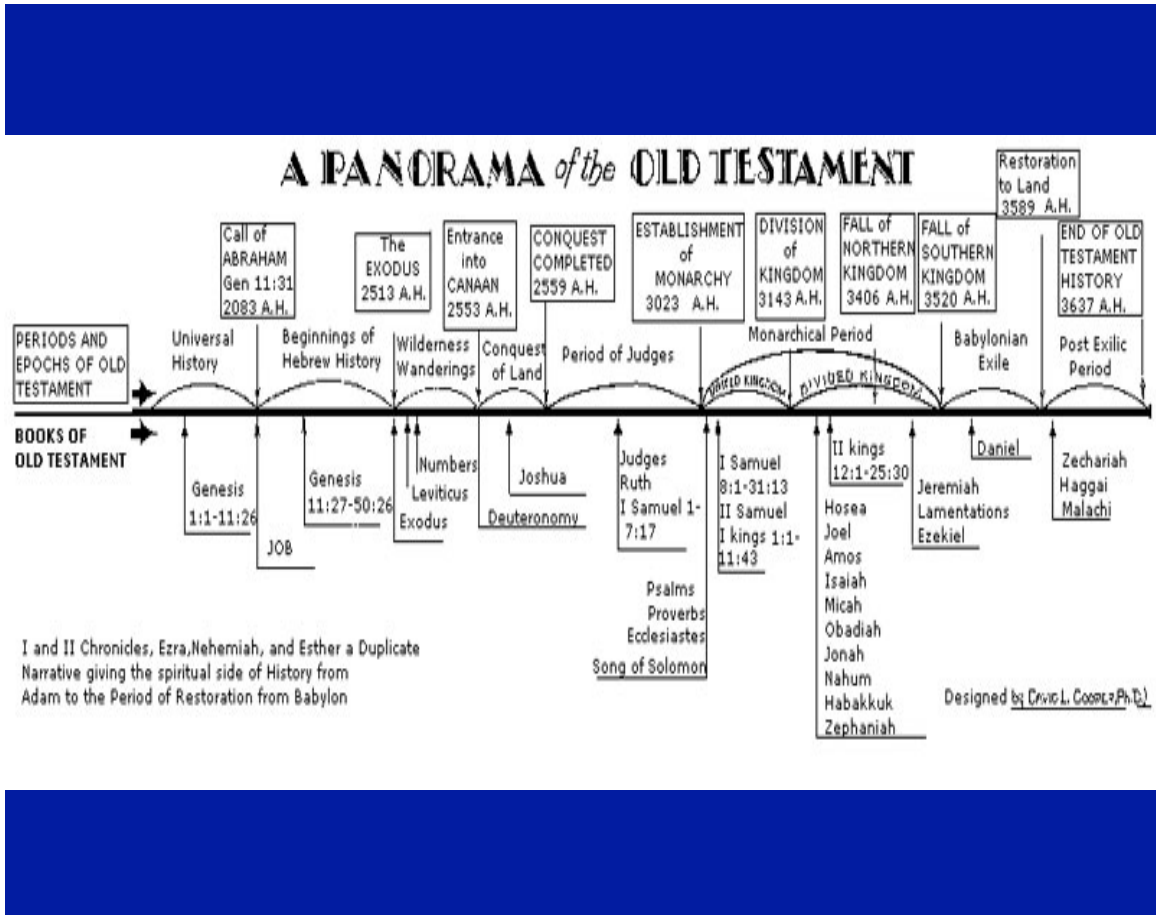 A PANORAMA of the OLD TESTAMENT
Restoration
to Land
3589 A.H.
Call of
ABRAHAM
Gen 11:31
2083 A.H.
The
EXODUS
2513 A.H.
Entrance
into
CANAAN
2553 A.H.
CONQUEST
COMPLETED
2559 A.H.
ESTABLISHMENT
of
MONARCHY
3023 A.H.
DIVISION
of
KINGDOM
3143 A.H.
FALL of
NORTHERN
KINGDOM
3406 A.H.
FALL of
SOUTHERN
KINGDOM
3520 A.H.
END OF OLD
TESTAMENT
HISTORY
3637 A.H.
PERIODS AND
EPOCHS OF OLD
TESTAMENT
Universal
History
Beginnings of
Hebrew History
Wilderness
Wanderings
Conquest
of Land
Period of Judges
Monarchical Period
UNITED KINGDOM
DIVIDED KINGDOM
Babylonian
Exile
Post Exilic
Period
BOOKS OF
OLD TESTAMENT
Genesis
1:1-11:26
JOB
Genesis
11:27-50:26
Numbers
Leviticus
Exodus
Joshua
Deuteronomy
Judges
Ruth
I Samuel 1-
7:17
Psalms
Proverbs
Ecclesiastes
Song of Solomon
I Samuel
8:1-31:13
II Samuel
I kings 1:1-
11:43
II kings
12:1-25:30
Hosea
Joel
Amos
Isaiah
Micah
Obadiah
Jonah
Nahum
Habakkuk
Zephaniah
Jeremiah
Lamentations
Ezekiel
Daniel
Zechariah
Haggai
Malachi
I and II Chronicles, Ezra,Nehemiah, and Esther a Duplicate
Narrative giving the spiritual side of History from
Adam to the Period of Restoration from Babylon
Designed by David L. Cooper, Ph.D.)